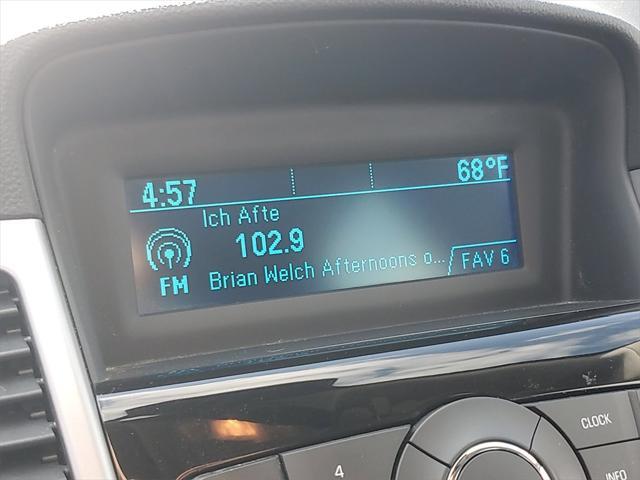 4:57 68°F
Ich Afte
102.9
FM
Brian Welch Afternoons o...
FAV 6
CLOCK
4
INFO